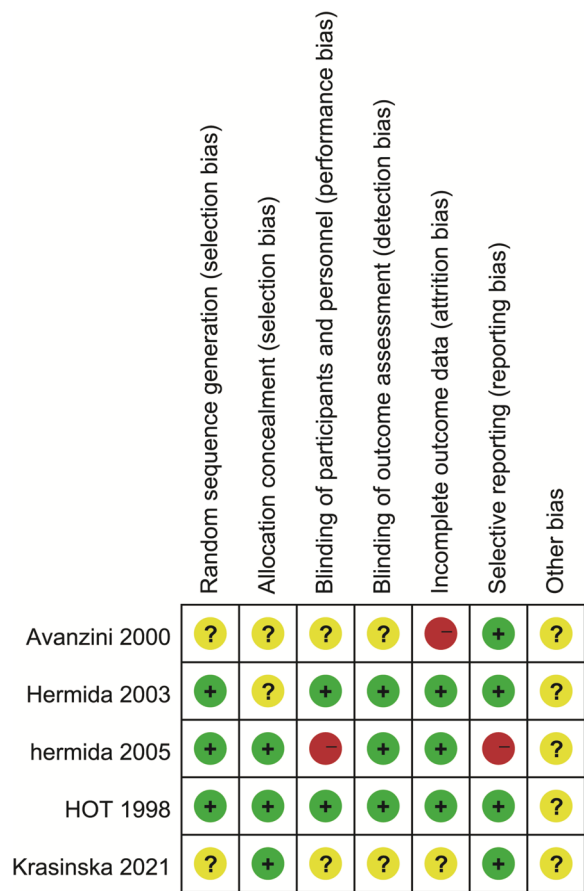 Random sequence generation (selection bias)
Allocation concealment (selection bias)
Blinding of participants and personnel (performance bias)
Blinding of outcome assessment (detection bias)
Incomplete outcome data (attrition bias)
Selective reporting (reporting bias)
Other bias
Avanzini 2000 ? ? ? ? – + ?
Hermida 2003 + ? + + + + ?
hermida 2005 + + – + + – ?
HOT 1998 + + + + + + ?
Krasinska 2021 ? + ? ? ? + ?